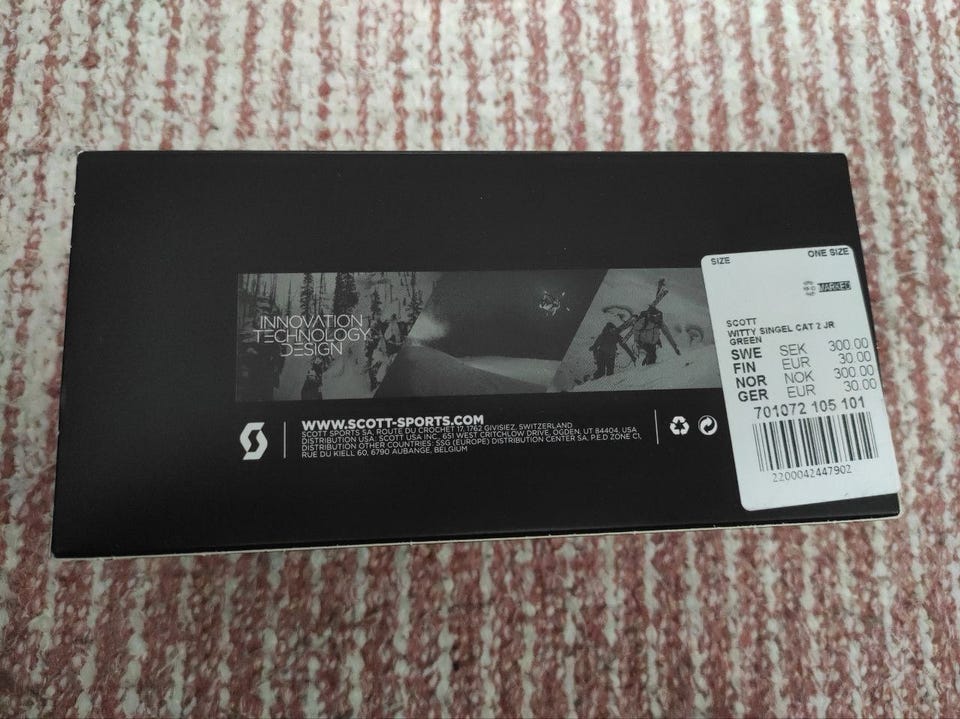 INNOVATION
TECHNOLOGY
DESIGN
WWW.SCOTT-SPORTS.COM
SCOTT SPORTS SA, ROUTE DU CROCHET 17, 1762 GIVISIEZ, SWITZERLAND
DISTRIBUTION USA: SCOTT USA INC., 651 WEST CRITCHLOW DRIVE, OGDEN, UT 84404, USA
DISTRIBUTION OTHER COUNTRIES: SSG (EUROPE) DISTRIBUTION CENTER SA, P.E.D ZONE C1,
RUE DU KIELL 60, 6790 AUBANGE, BELGIUM
SIZE ONE SIZE
MARKED
SCOTT
WITTY SINGEL CAT 2 JR
GREEN
SWE SEK 300.00
FIN EUR 30.00
NOR NOK 300.00
GER EUR 30.00
701072 105 101
2200042447902